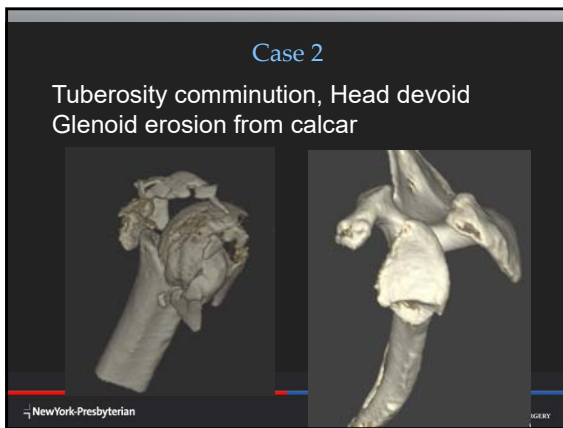 Case 2
Tuberosity comminution, Head devoid
Glenoid erosion from calcar
NewYork-Presbyterian